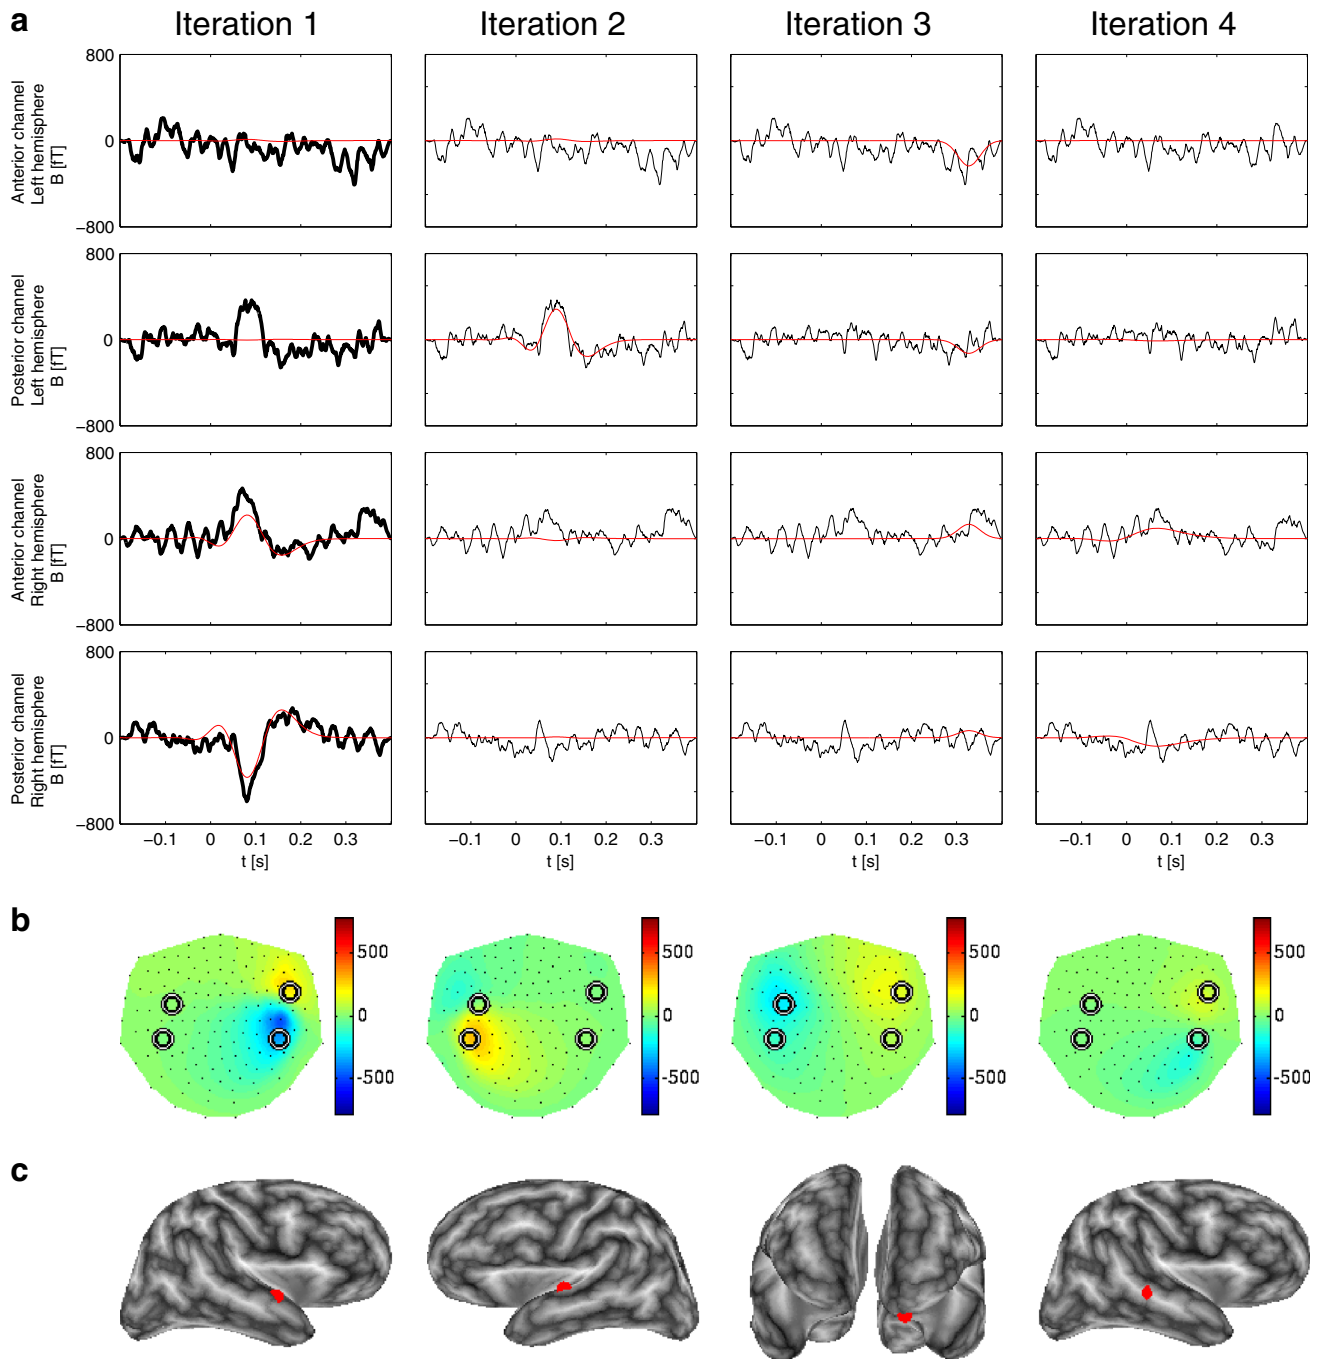 a
Iteration 1 Iteration 2 Iteration 3 Iteration 4
Anterior channel
Left hemisphere
B [fT]
800
0
−800
Posterior channel
Left hemisphere
B [fT]
800
0
−800
Anterior channel
Right hemisphere
B [fT]
800
0
−800
Posterior channel
Right hemisphere
B [fT]
800
0
−800
−0.1 0 0.1 0.2 0.3 −0.1 0 0.1 0.2 0.3 −0.1 0 0.1 0.2 0.3 −0.1 0 0.1 0.2 0.3
t [s] t [s] t [s] t [s]
b
500 500 500 500
0 0 0 0
-500 -500 -500 -500
c